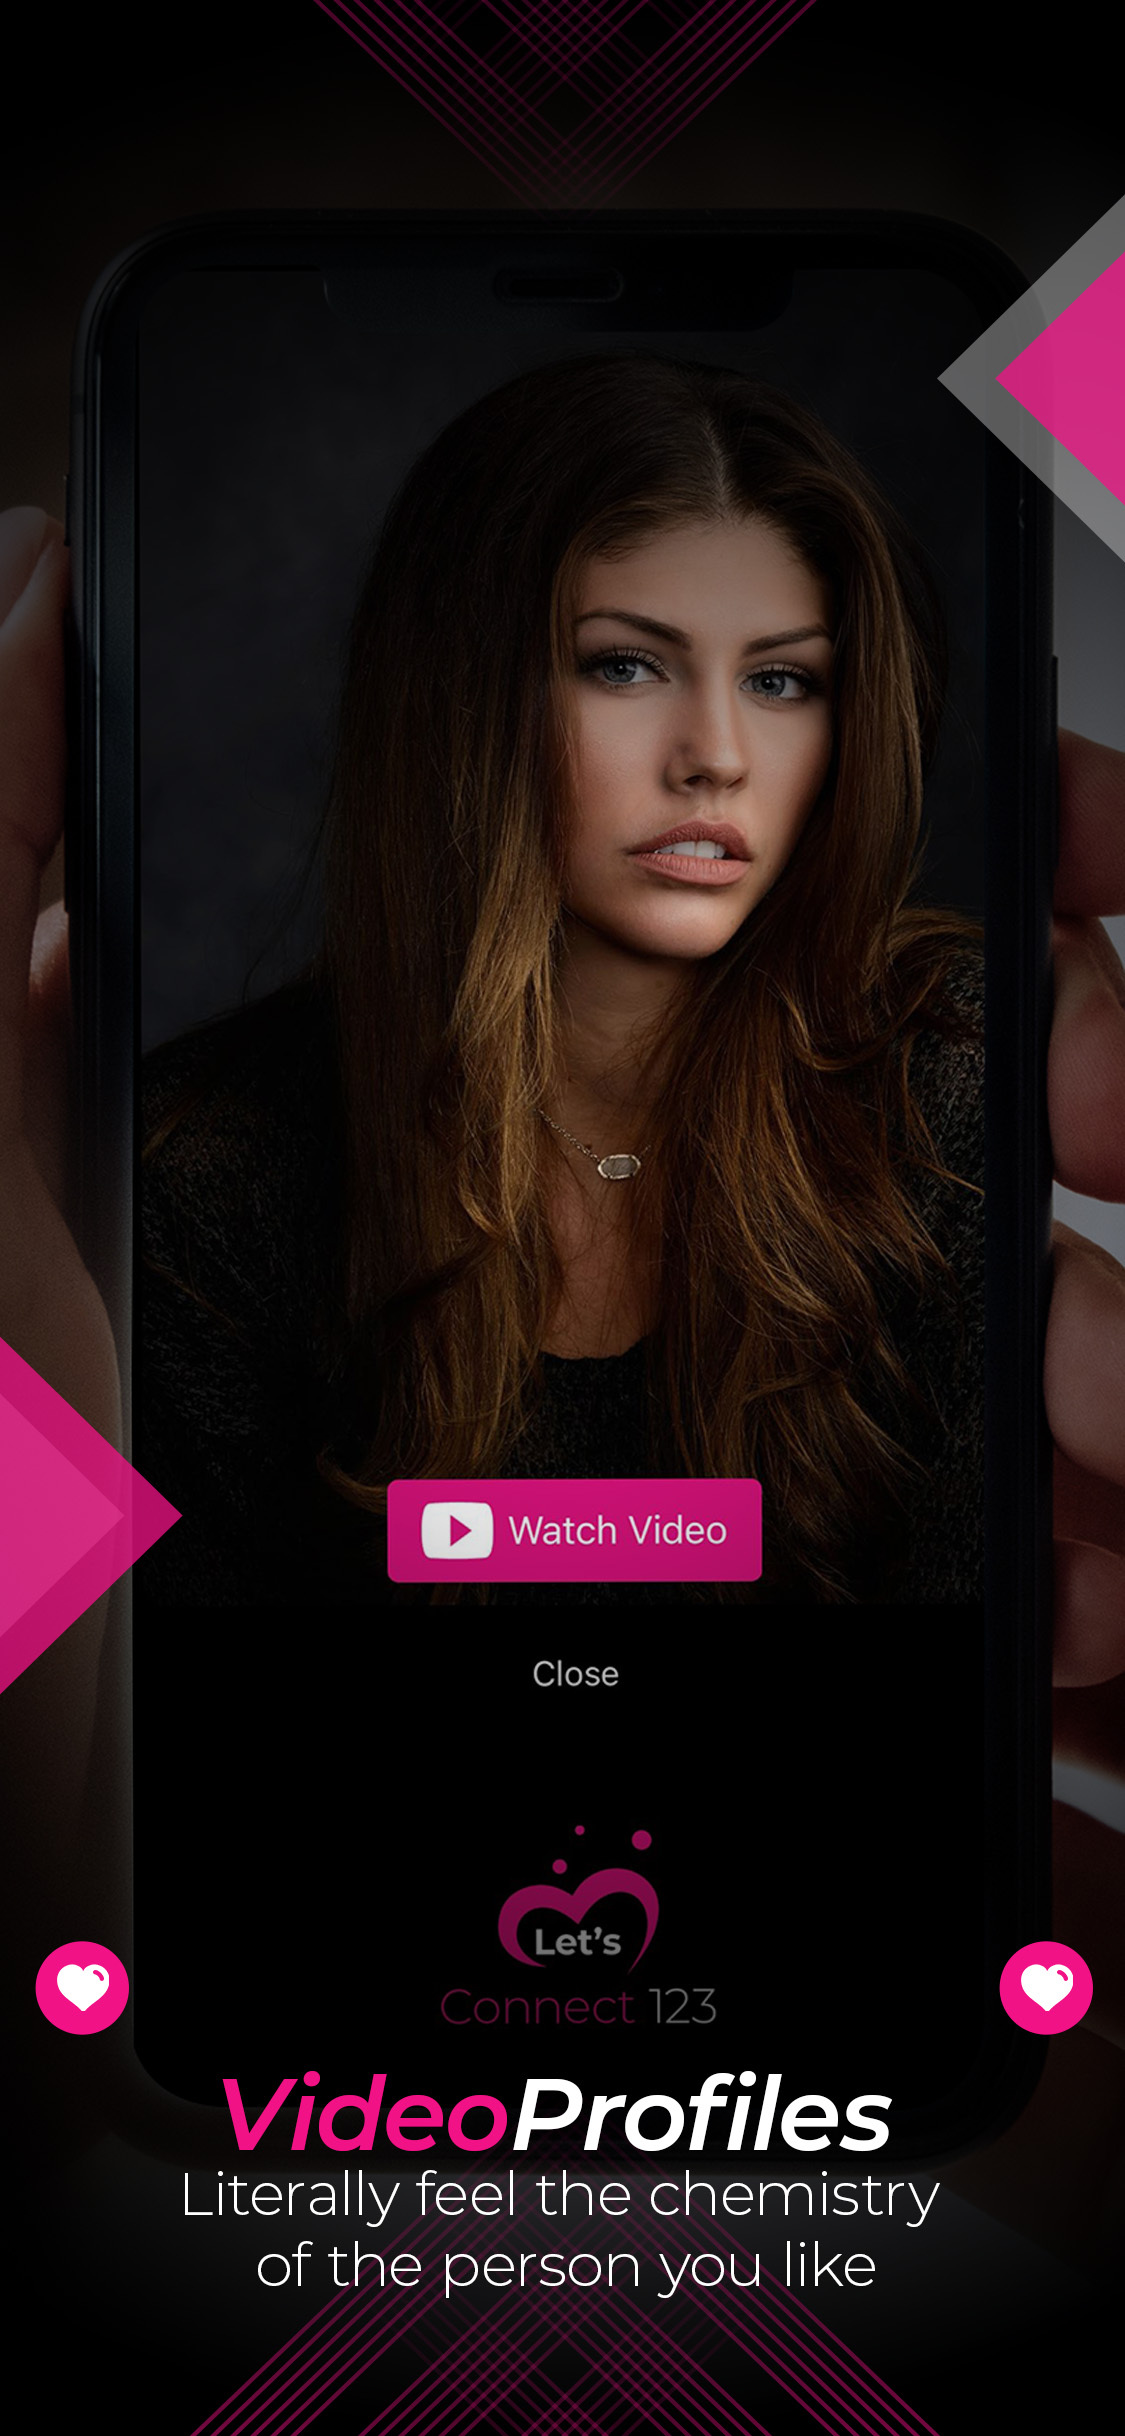 Watch Video
Close
Let's
Connect 123
VideoProfiles
Literally feel the chemistry
of the person you like